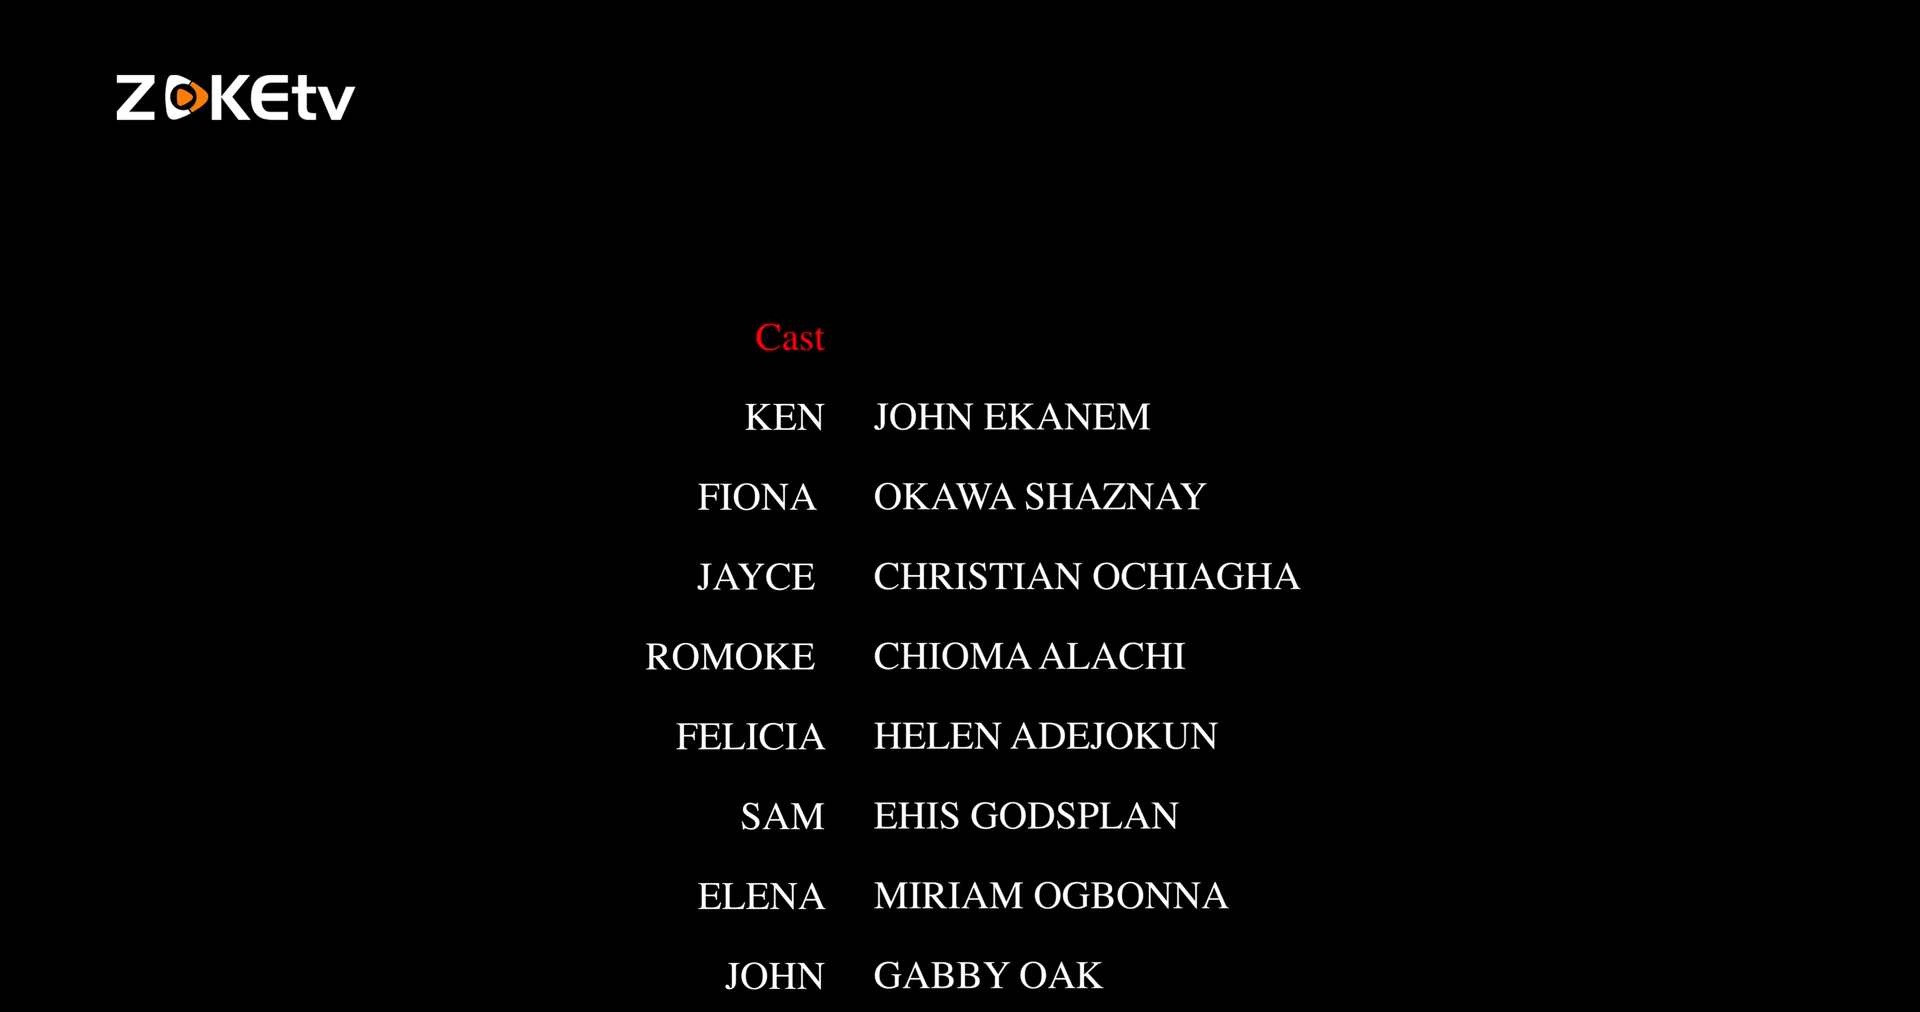 ZOKEtv
Cast
KEN JOHN EKANEM
FIONA OKAWA SHAZNAY
JAYCE CHRISTIAN OCHIAGHA
ROMOKE CHIOMA ALACHI
FELICIA HELEN ADEJOKUN
SAM EHIS GODSPLAN
ELENA MIRIAM OGBONNA
JOHN GABBY OAK